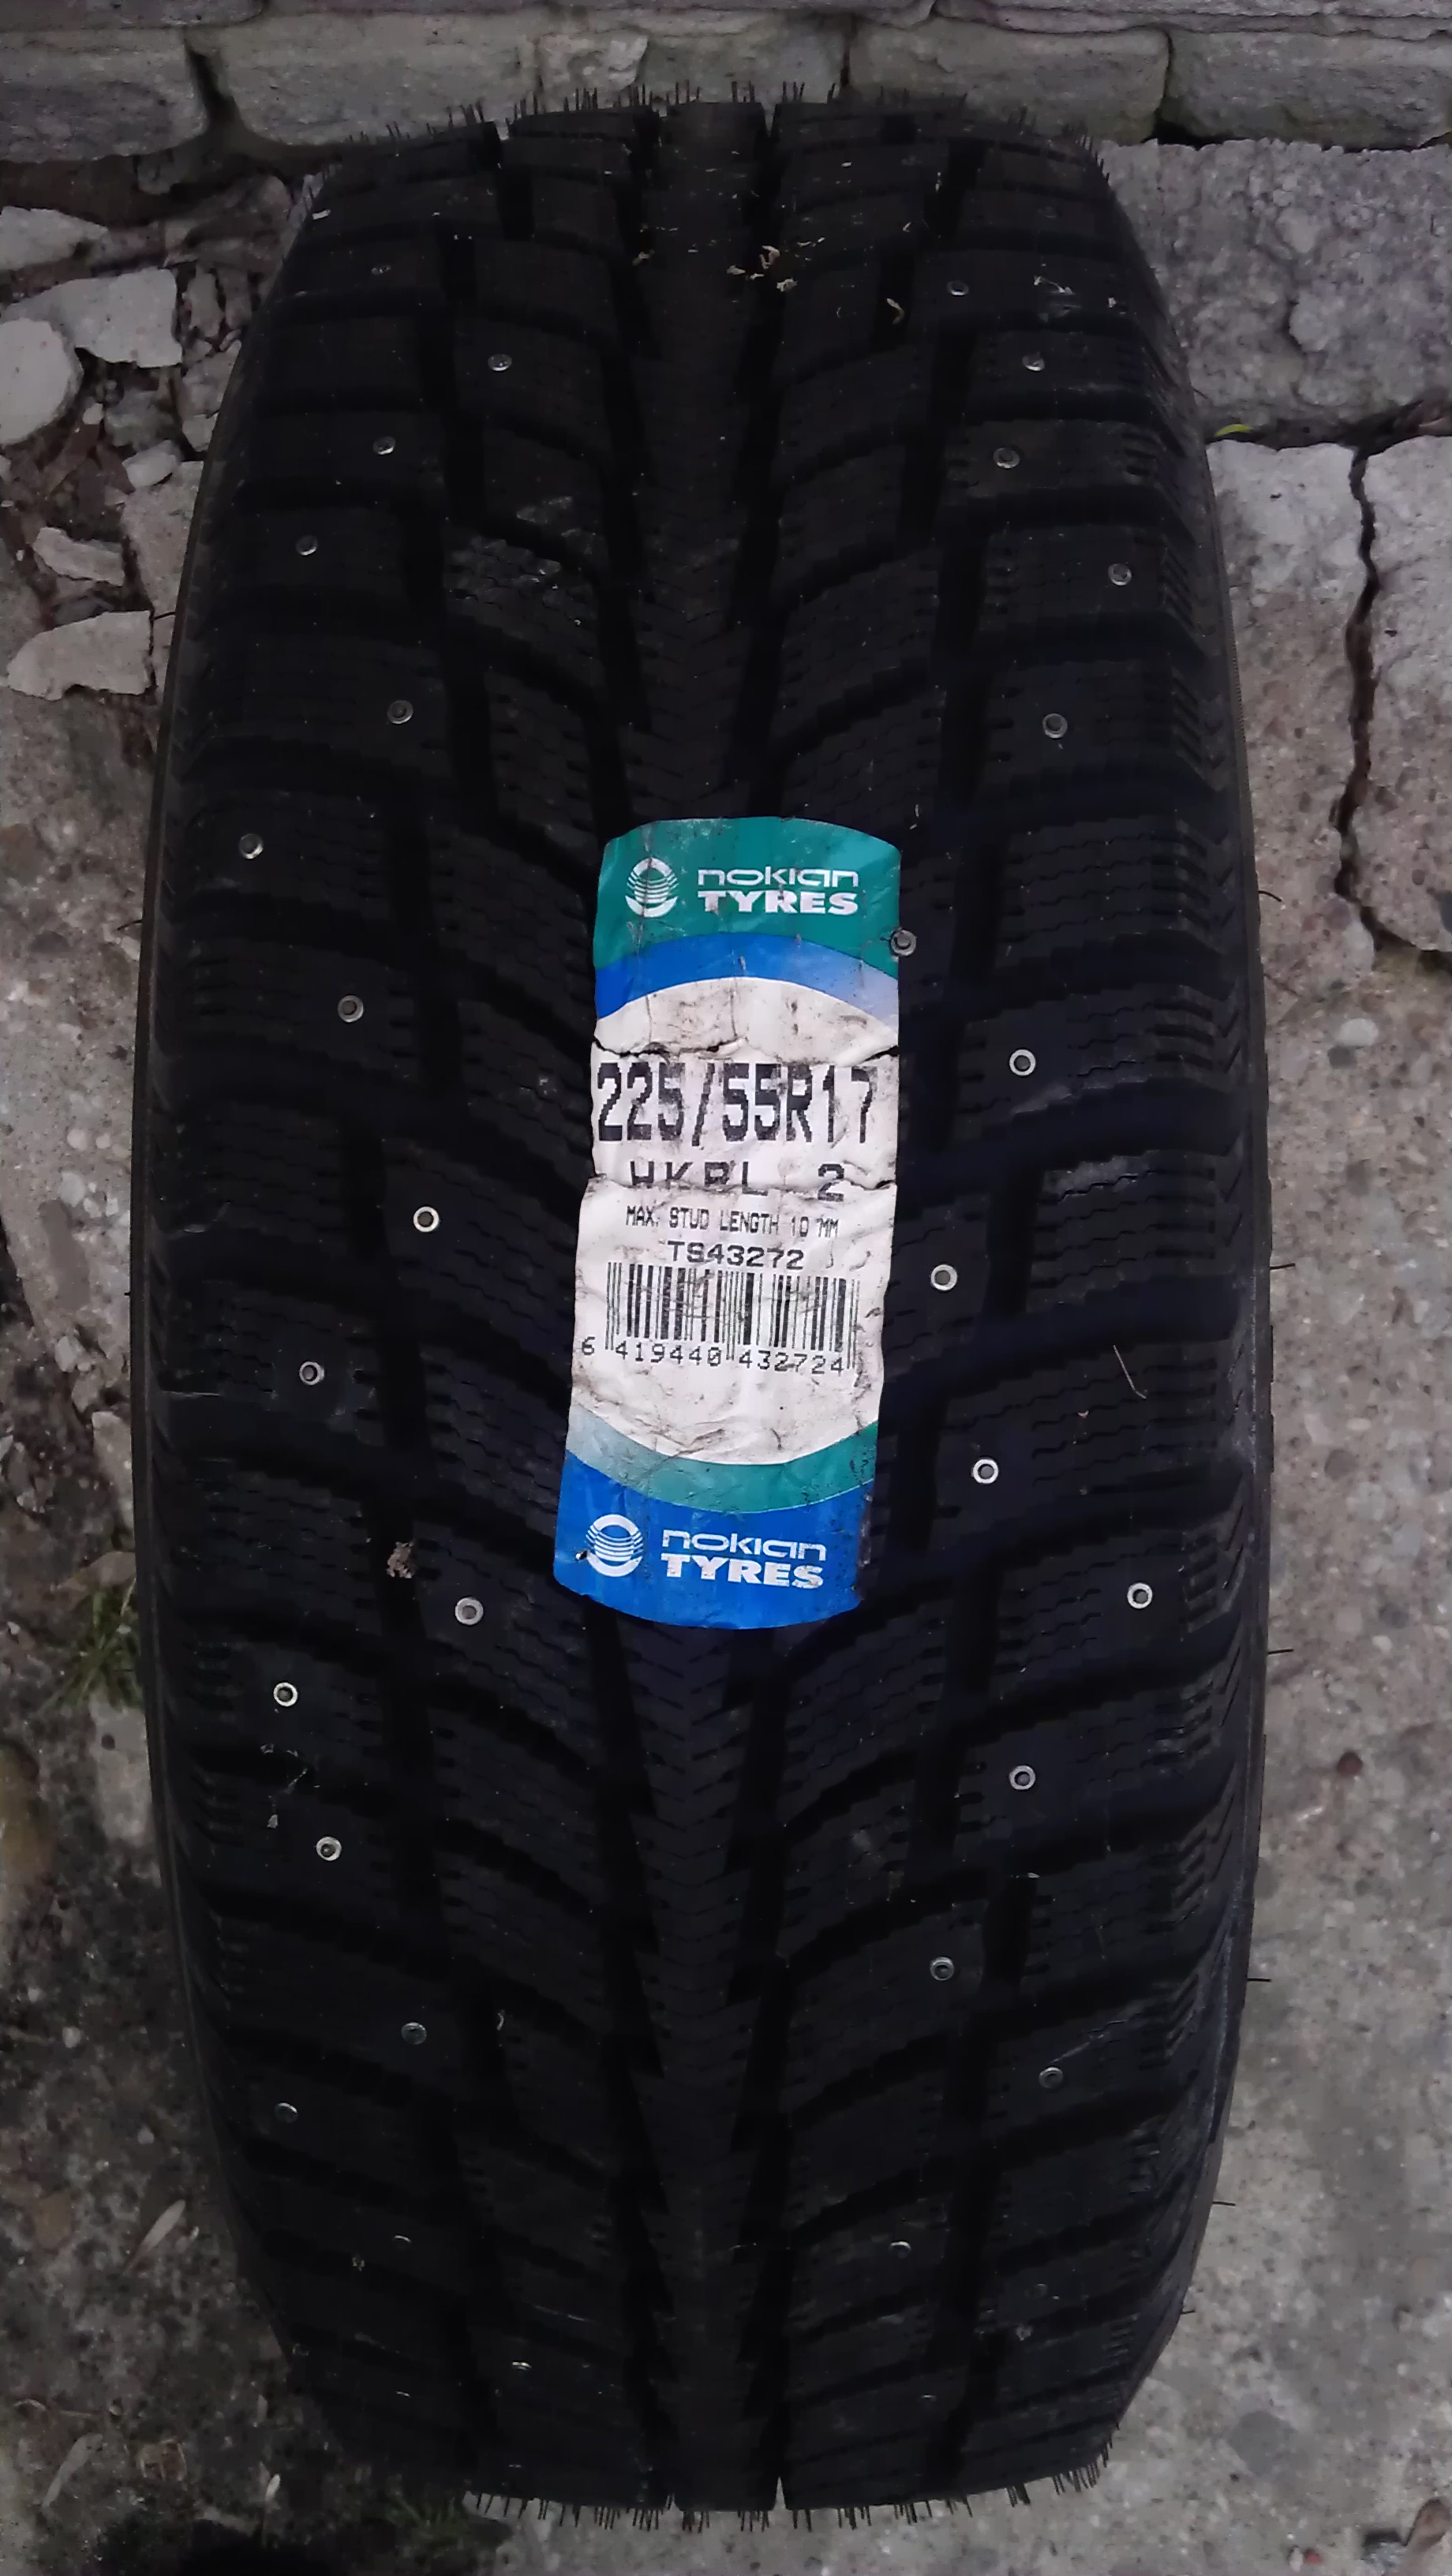 nokian
TYRES
225/55R17
HKPL 2
MAX. STUD LENGTH 10 MM
TS43272
6 419440 432724
nokian
TYRES